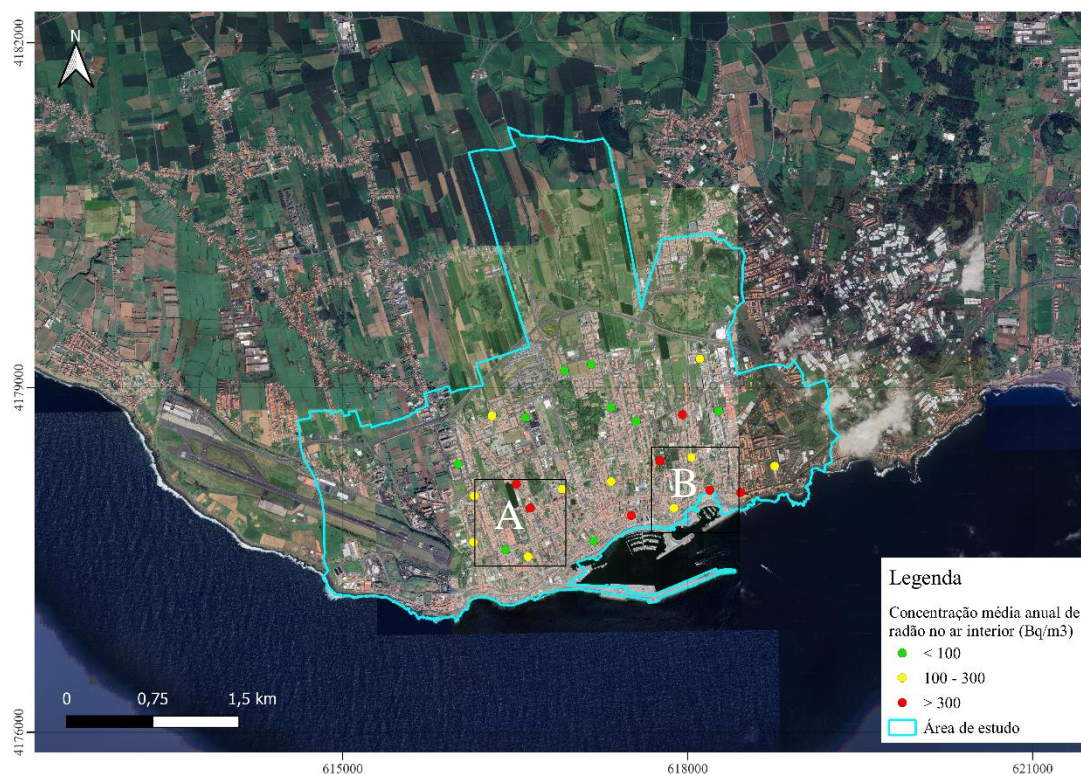 4182000
N
4179000
A
B
Legenda
Concentração média anual de
radão no ar interior (Bq/m3)
< 100
100 - 300
> 300
Área de estudo
0 0,75 1,5 km
4176000
615000 618000 621000